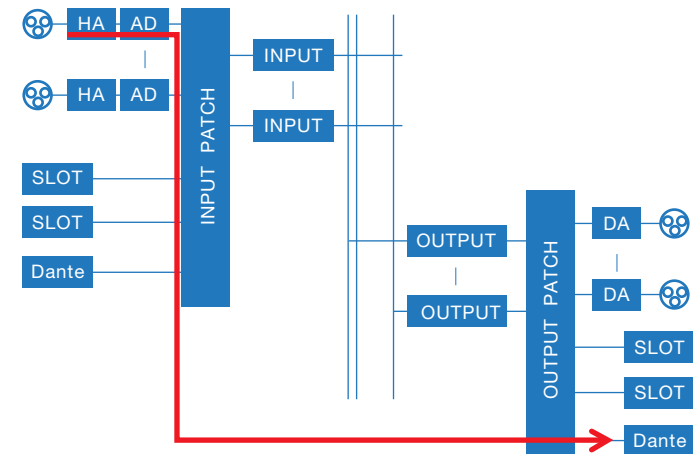 HA AD
INPUT
HA AD
INPUT
INPUT PATCH
SLOT
SLOT
Dante
OUTPUT
OUTPUT
OUTPUT PATCH
DA
DA
SLOT
SLOT
Dante